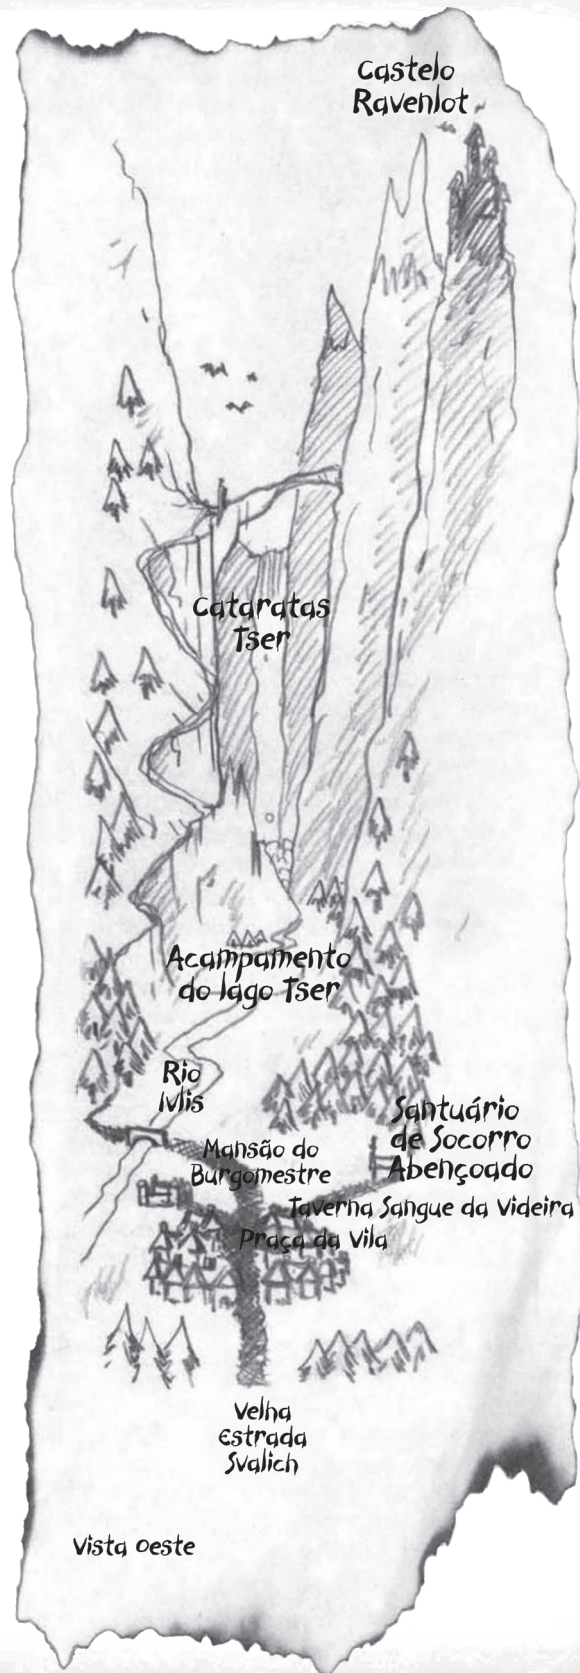 Castelo
Ravenlot
Cataratas
Tser
Acampamento
do lago Tser
Rio
Ivlis
Santuário
de Socorro
Abençoado
Mansão do
Burgomestre
Taverna Sangue da Videira
Praça da Vila
Velha
Estrada
Svalich
Vista oeste